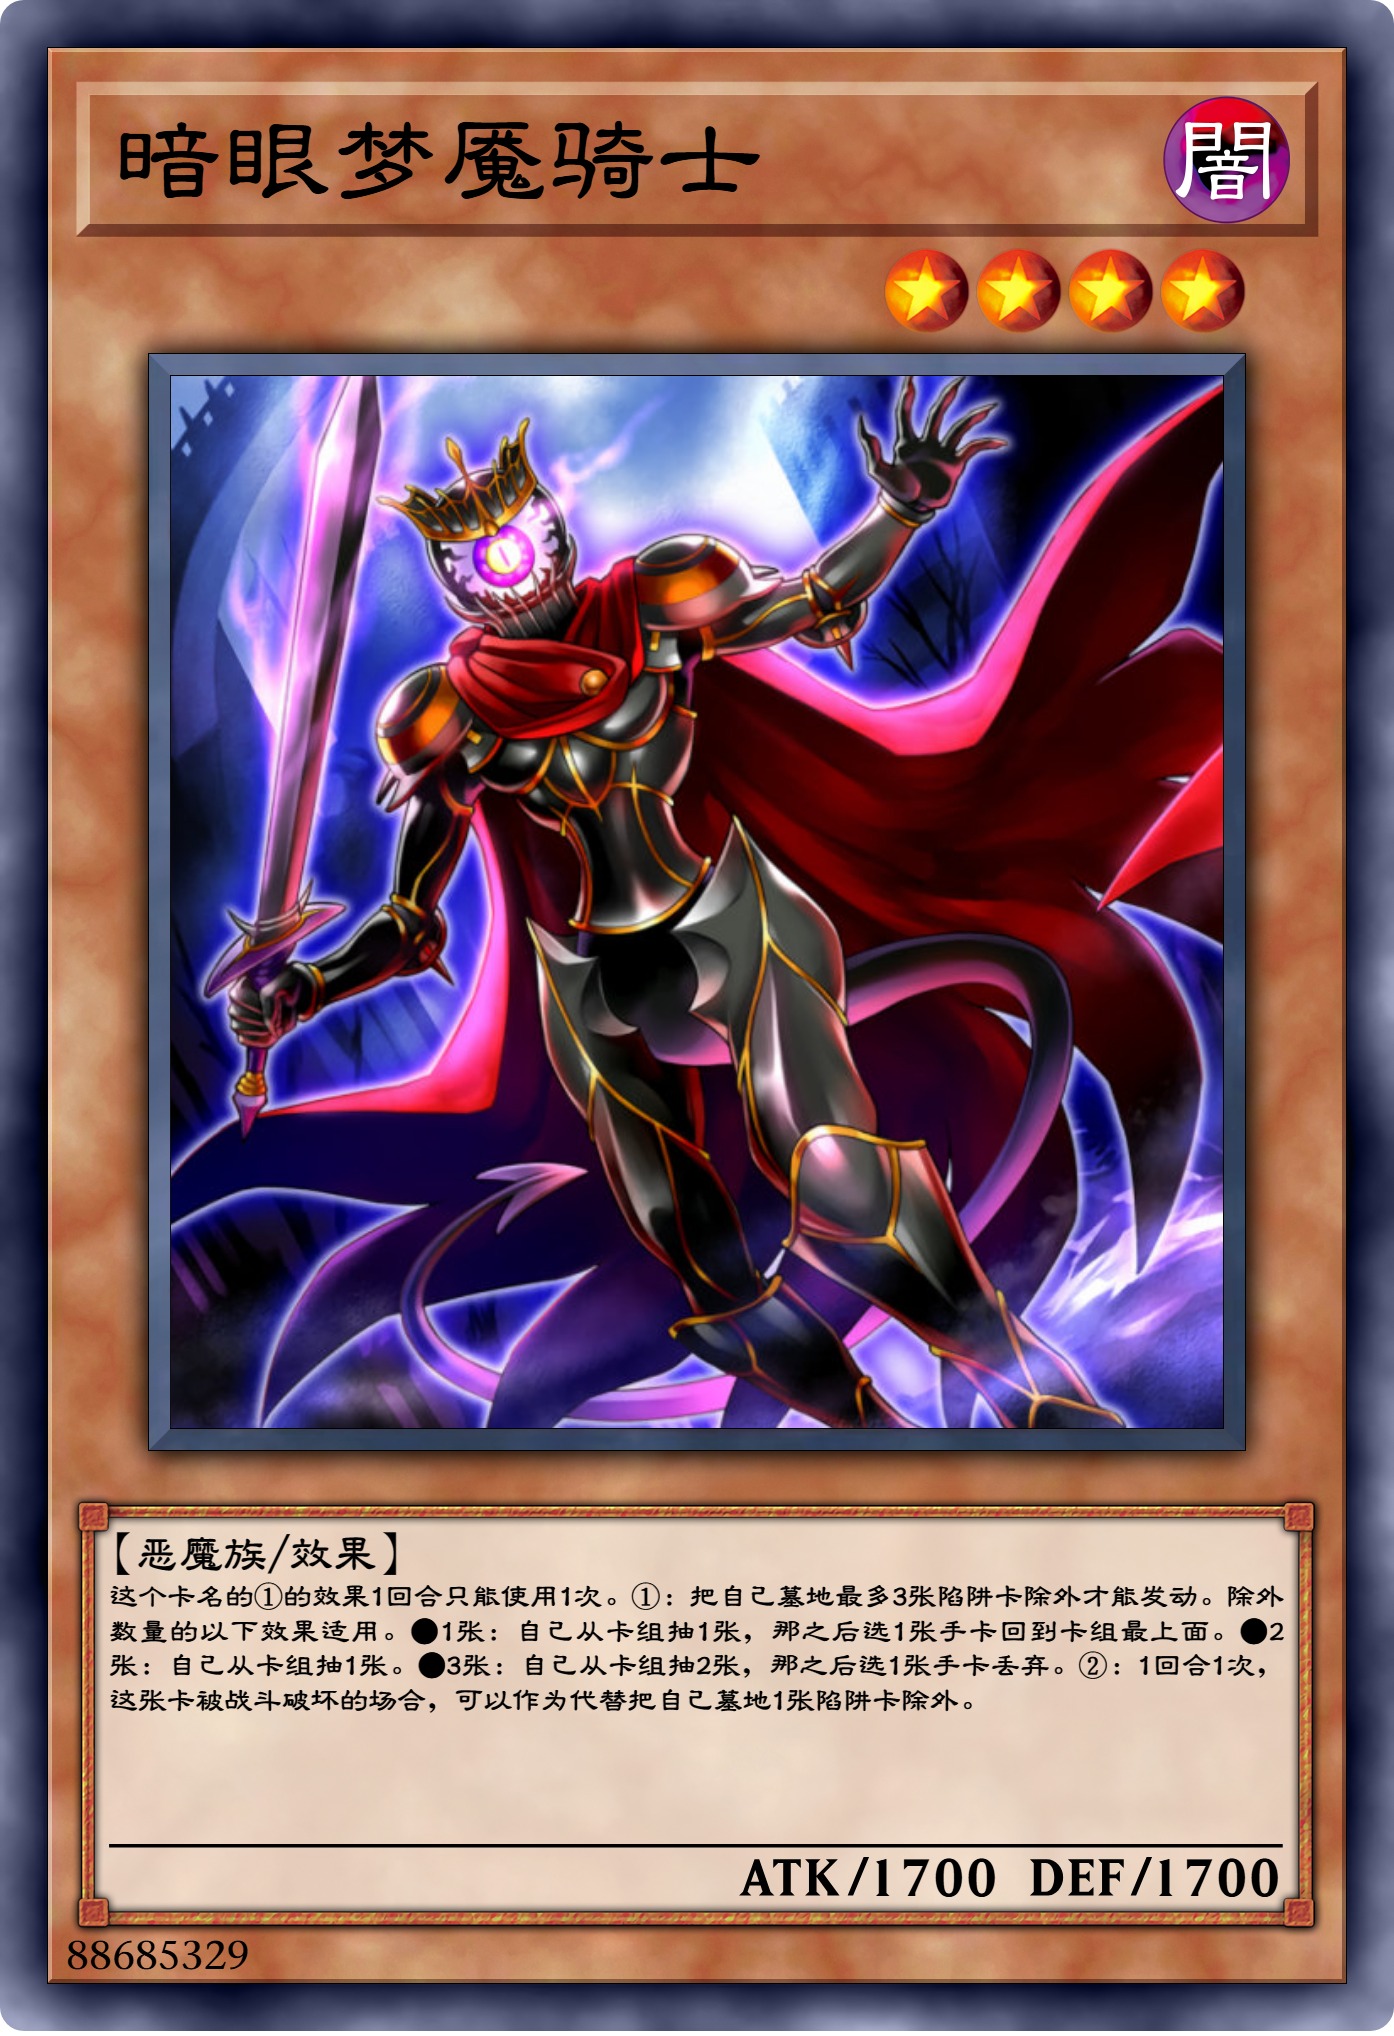 暗眼梦魇骑士
闇
【恶魔族/效果】
这个卡名的①的效果1回合只能使用1次。①：把自己墓地最多3张陷阱卡除外才能发动。除外
数量的以下效果适用。●1张：自己从卡组抽1张，那之后选1张手卡回到卡组最上面。●2
张：自己从卡组抽1张。●3张：自己从卡组抽2张，那之后选1张手卡丢弃。②：1回合1次，
这张卡被战斗破坏的场合，可以作为代替把自己墓地1张陷阱卡除外。
ATK/1700 DEF/1700
88685329